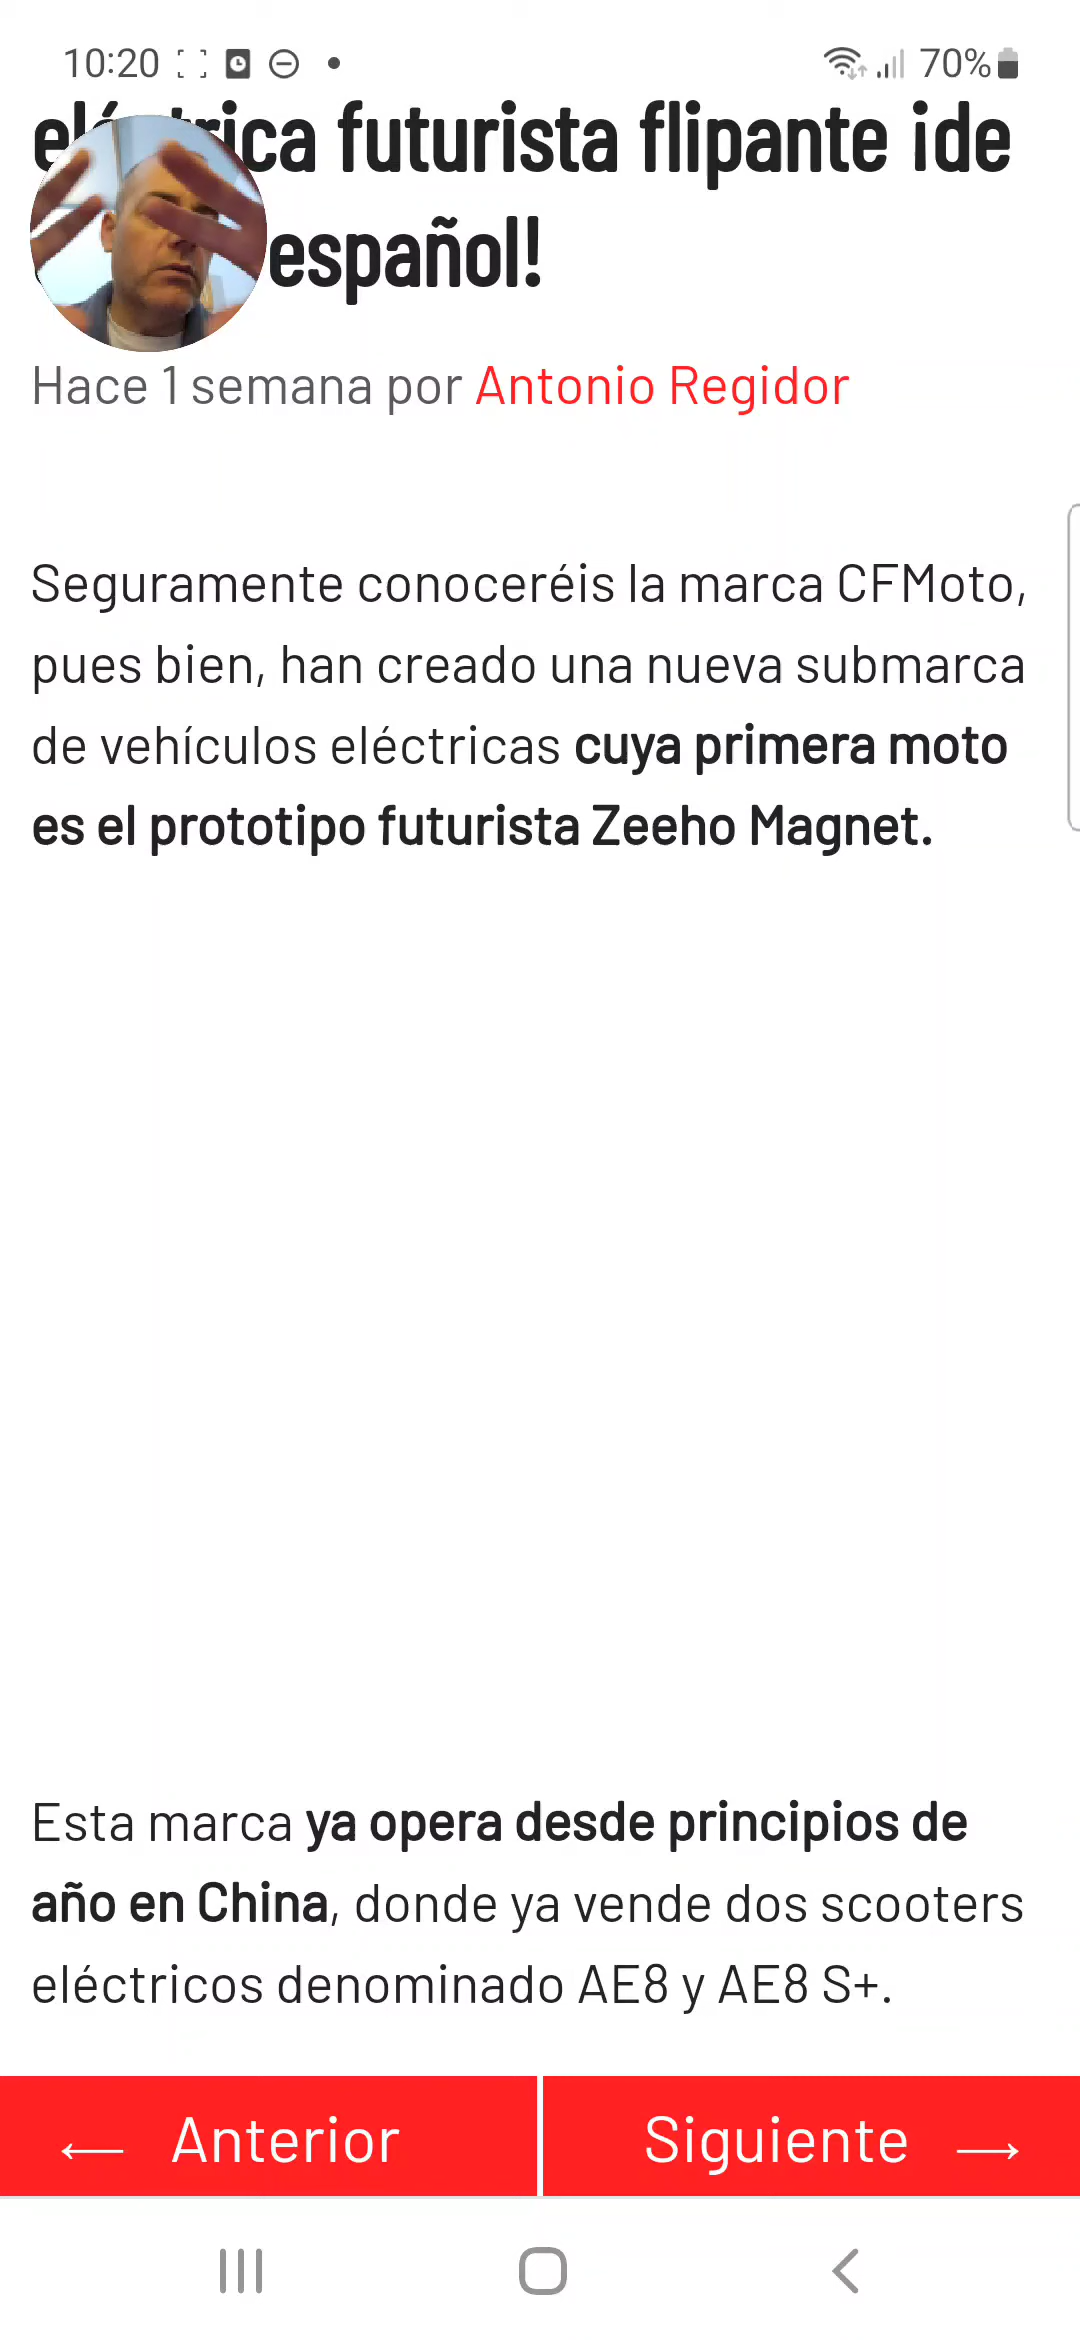 10:20 70%
futurista flipante ¡de
español!
Hace 1 semana por Antonio Regidor
Seguramente conoceréis la marca CFMoto,
pues bien, han creado una nueva submarca
de vehículos eléctricas cuya primera moto
es el prototipo futurista Zeeho Magnet.
Esta marca ya opera desde principios de
año en China, donde ya vende dos scooters
eléctricos denominado AE8 y AE8 S+.
← Anterior Siguiente →